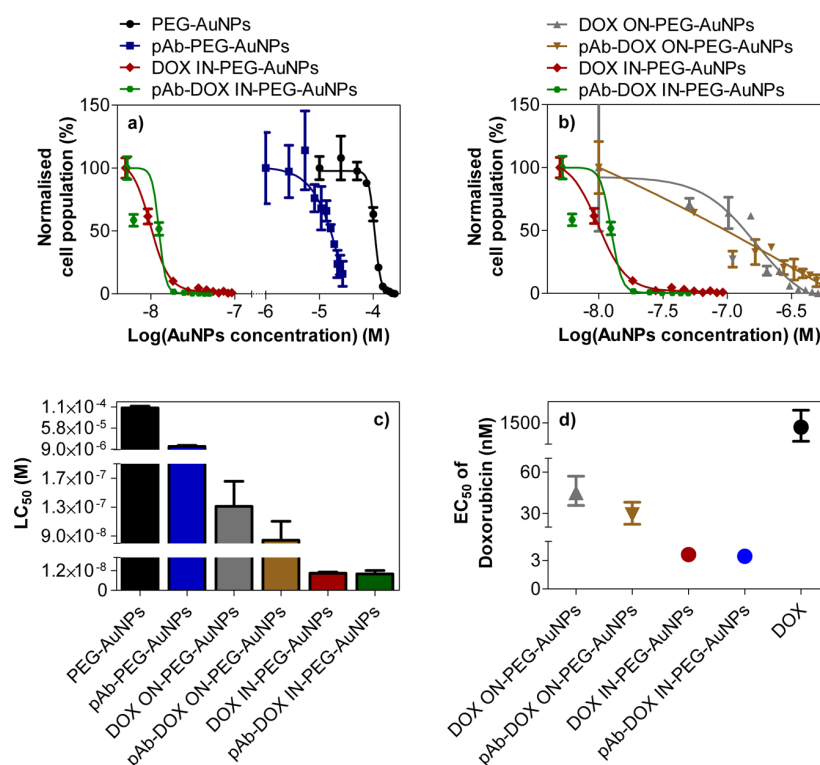 PEG-AuNPs
pAb-PEG-AuNPs
DOX IN-PEG-AuNPs
pAb-DOX IN-PEG-AuNPs
a)
150
100
50
0
Normalised
cell population (%)
-8
-7
-6
-5
-4
Log(AuNPs concentration) (M)
DOX ON-PEG-AuNPs
pAb-DOX ON-PEG-AuNPs
DOX IN-PEG-AuNPs
pAb-DOX IN-PEG-AuNPs
b)
150
100
50
0
Normalised
cell population (%)
-8.0
-7.5
-7.0
-6.5
Log(AuNPs concentration) (M)
c)
1.1×10⁻⁴
5.8×10⁻⁵
9.0×10⁻⁶
1.7×10⁻⁷
1.3×10⁻⁷
9.0×10⁻⁸
1.2×10⁻⁸
0
LC₅₀ (M)
PEG-AuNPs
pAb-PEG-AuNPs
DOX ON-PEG-AuNPs
pAb-DOX ON-PEG-AuNPs
DOX IN-PEG-AuNPs
pAb-DOX IN-PEG-AuNPs
d)
1500
60
30
3
0
EC₅₀ of
Doxorubicin (nM)
DOX ON-PEG-AuNPs
pAb-DOX ON-PEG-AuNPs
DOX IN-PEG-AuNPs
pAb-DOX IN-PEG-AuNPs
DOX